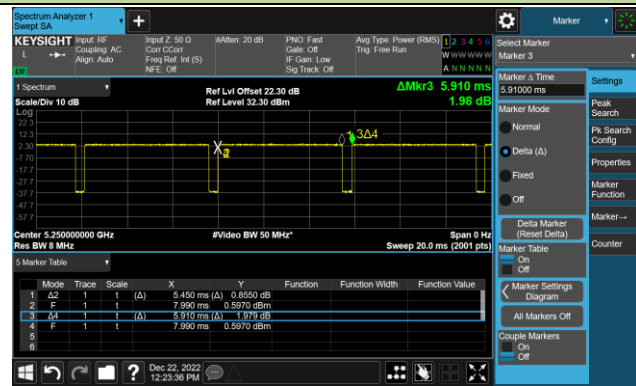 Spectrum Analyzer 1
Swept SA
Marker
KEYSIGHT
L
Input: RF
Coupling: AC
Align: Auto
Input Z: 50 Ω
Corr CCorr
Freq Ref: Int (S)
NFE: Off
#Atten: 20 dB
PNO: Fast
Gate: Off
IF Gain: Low
Sig Track: Off
Avg Type: Power (RMS)
Trig: Free Run
1 2 3 4 5 6
W W W W W W
A N N N N N
1 Spectrum
Scale/Div 10 dB
Log
Ref Lvl Offset 22.30 dB
Ref Level 32.30 dBm
ΔMkr3 5.910 ms
1.98 dB
22.3
12.3
2.30
-7.70
-17.7
-27.7
-37.7
-47.7
-57.7
3Δ4
Center 5.250000000 GHz
Res BW 8 MHz
#Video BW 50 MHz*
Span 0 Hz
Sweep 20.0 ms (2001 pts)
5 Marker Table
Mode Trace Scale X Y Function Function Width Function Value
1 Δ2 1 t (Δ) 5.450 ms (Δ) 0.8550 dB
2 F 1 t 7.990 ms 0.5970 dBm
3 Δ4 1 t (Δ) 5.910 ms (Δ) 1.979 dB
4 F 1 t 7.990 ms 0.5970 dBm
5
6
Dec 22, 2022
12:23:36 PM
Select Marker
Marker 3
Marker Δ Time
5.91000 ms
Marker Mode
Normal
Delta (Δ)
Fixed
Off
Delta Marker
(Reset Delta)
Marker Table
On
Off
Marker Settings
Diagram
All Markers Off
Couple Markers
On
Off
Settings
Peak
Search
Pk Search
Config
Properties
Marker
Function
Marker→
Counter